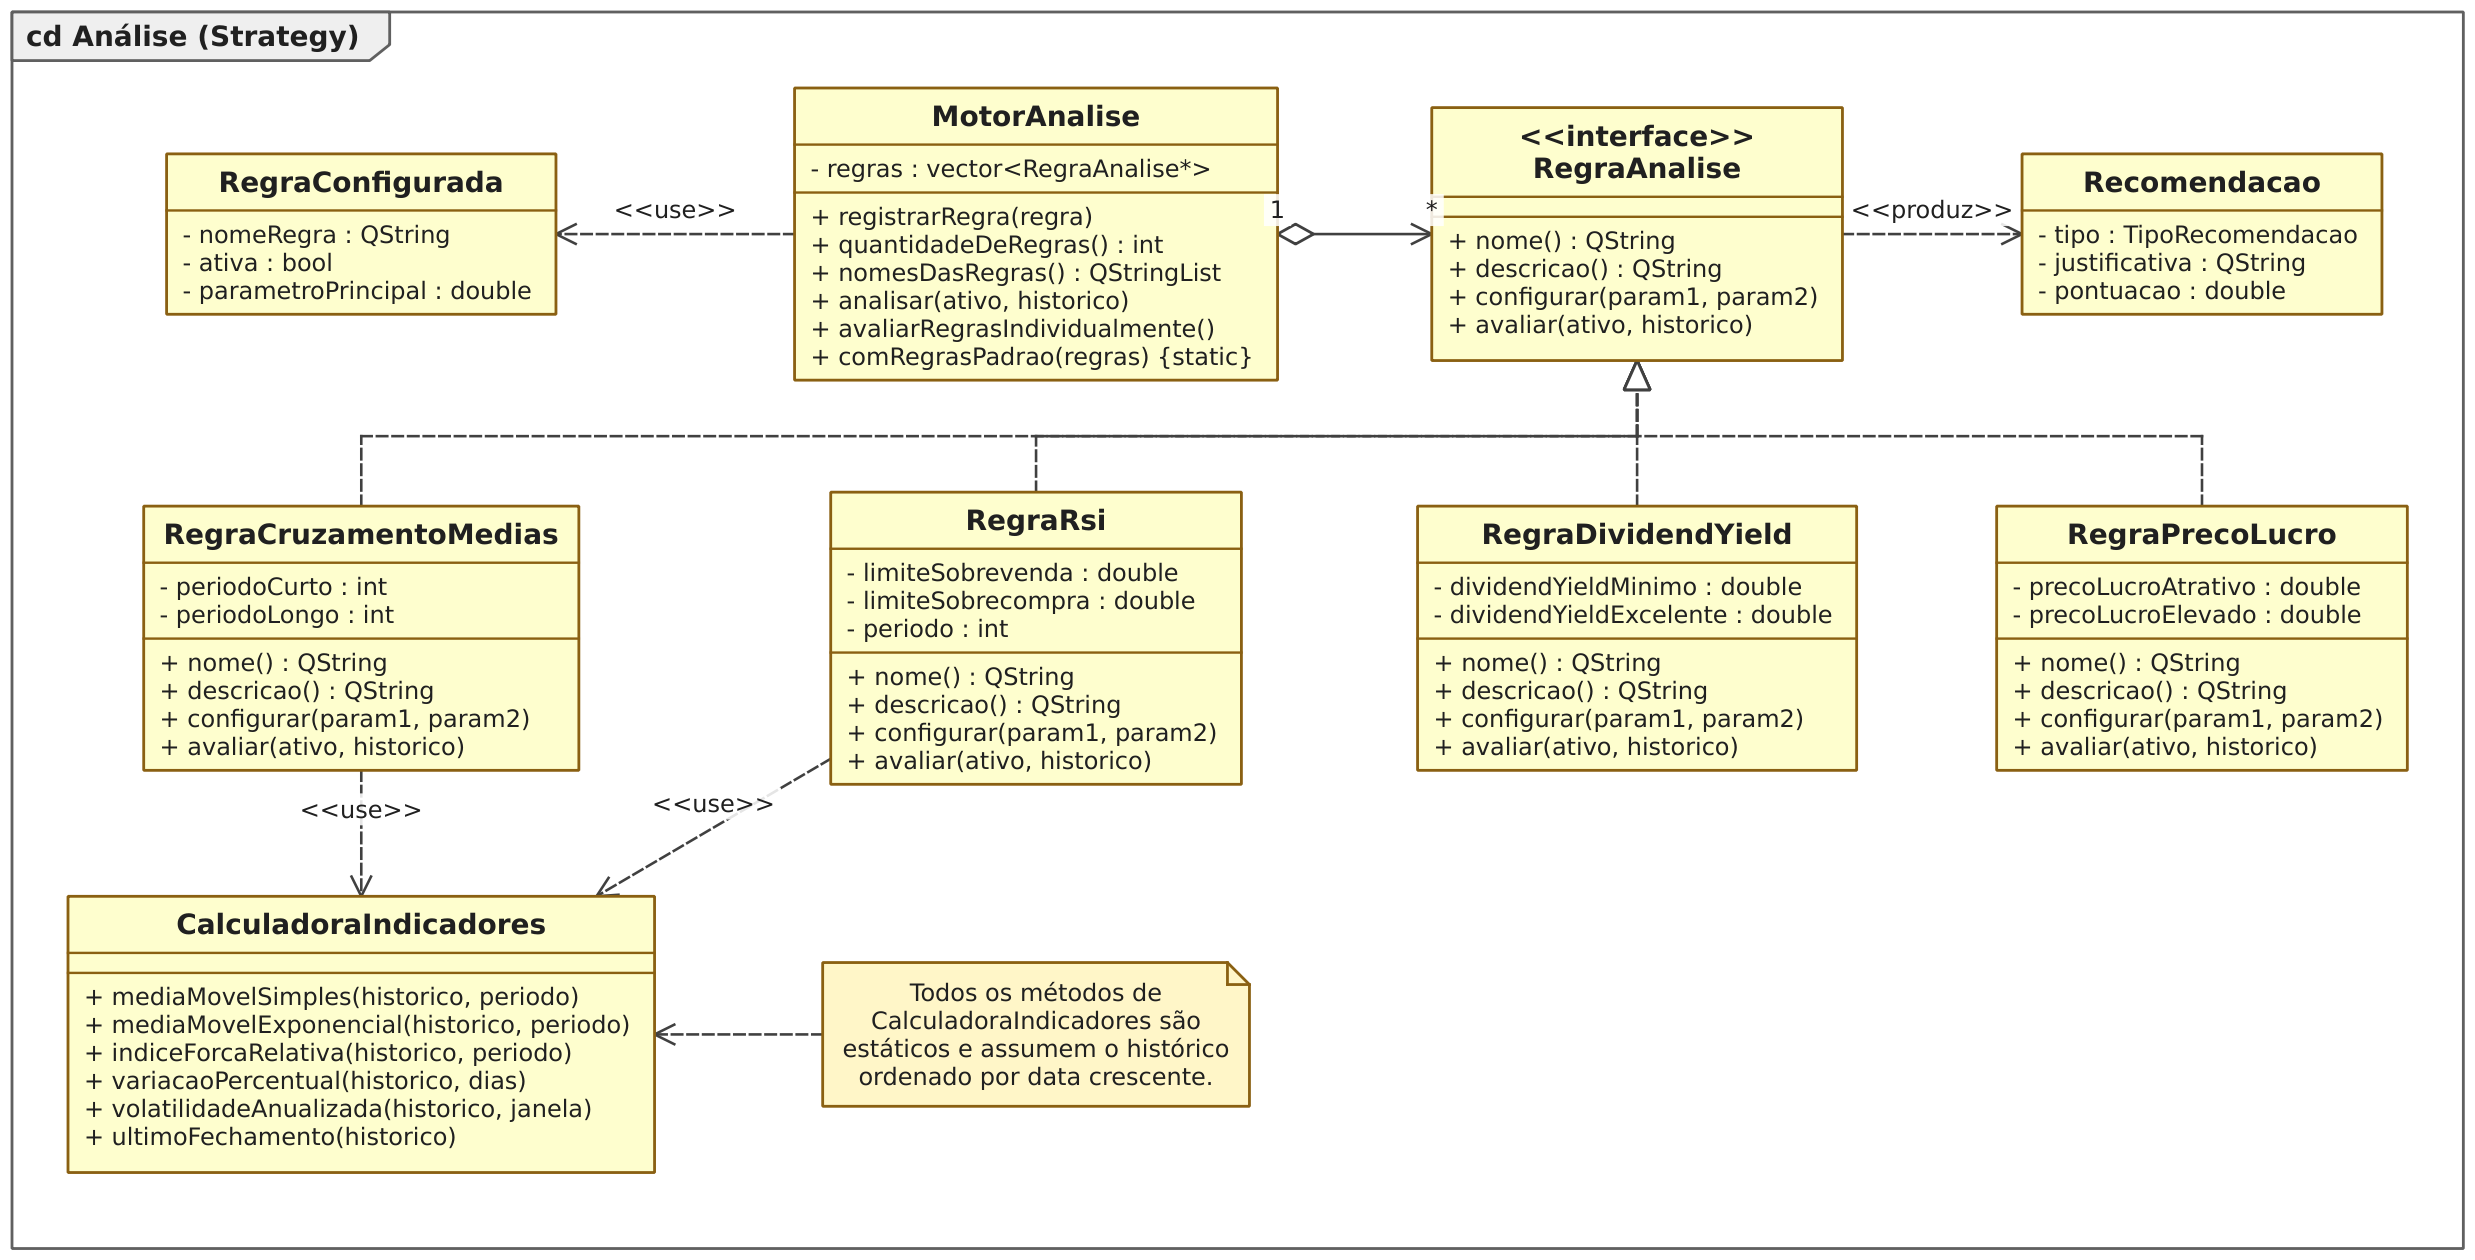 cd Análise (Strategy)
RegraConfigurada
- nomeRegra : QString
- ativa : bool
- parametroPrincipal : double
<<use>>
MotorAnalise
- regras : vector<RegraAnalise*>
+ registrarRegra(regra)
+ quantidadeDeRegras() : int
+ nomesDasRegras() : QStringList
+ analisar(ativo, historico)
+ avaliarRegrasIndividualmente()
+ comRegrasPadrao(regras) {static}
1
*
<<interface>>
RegraAnalise
+ nome() : QString
+ descricao() : QString
+ configurar(param1, param2)
+ avaliar(ativo, historico)
<<produz>>
Recomendacao
- tipo : TipoRecomendacao
- justificativa : QString
- pontuacao : double
RegraCruzamentoMedias
- periodoCurto : int
- periodoLongo : int
+ nome() : QString
+ descricao() : QString
+ configurar(param1, param2)
+ avaliar(ativo, historico)
RegraRsi
- limiteSobrevenda : double
- limiteSobrecompra : double
- periodo : int
+ nome() : QString
+ descricao() : QString
+ configurar(param1, param2)
+ avaliar(ativo, historico)
RegraDividendYield
- dividendYieldMinimo : double
- dividendYieldExcelente : double
+ nome() : QString
+ descricao() : QString
+ configurar(param1, param2)
+ avaliar(ativo, historico)
RegraPrecoLucro
- precoLucroAtrativo : double
- precoLucroElevado : double
+ nome() : QString
+ descricao() : QString
+ configurar(param1, param2)
+ avaliar(ativo, historico)
<<use>>
<<use>>
CalculadoraIndicadores
+ mediaMovelSimples(historico, periodo)
+ mediaMovelExponencial(historico, periodo)
+ indiceForcaRelativa(historico, periodo)
+ variacaoPercentual(historico, dias)
+ volatilidadeAnualizada(historico, janela)
+ ultimoFechamento(historico)
Todos os métodos de
CalculadoraIndicadores são
estáticos e assumem o histórico
ordenado por data crescente.